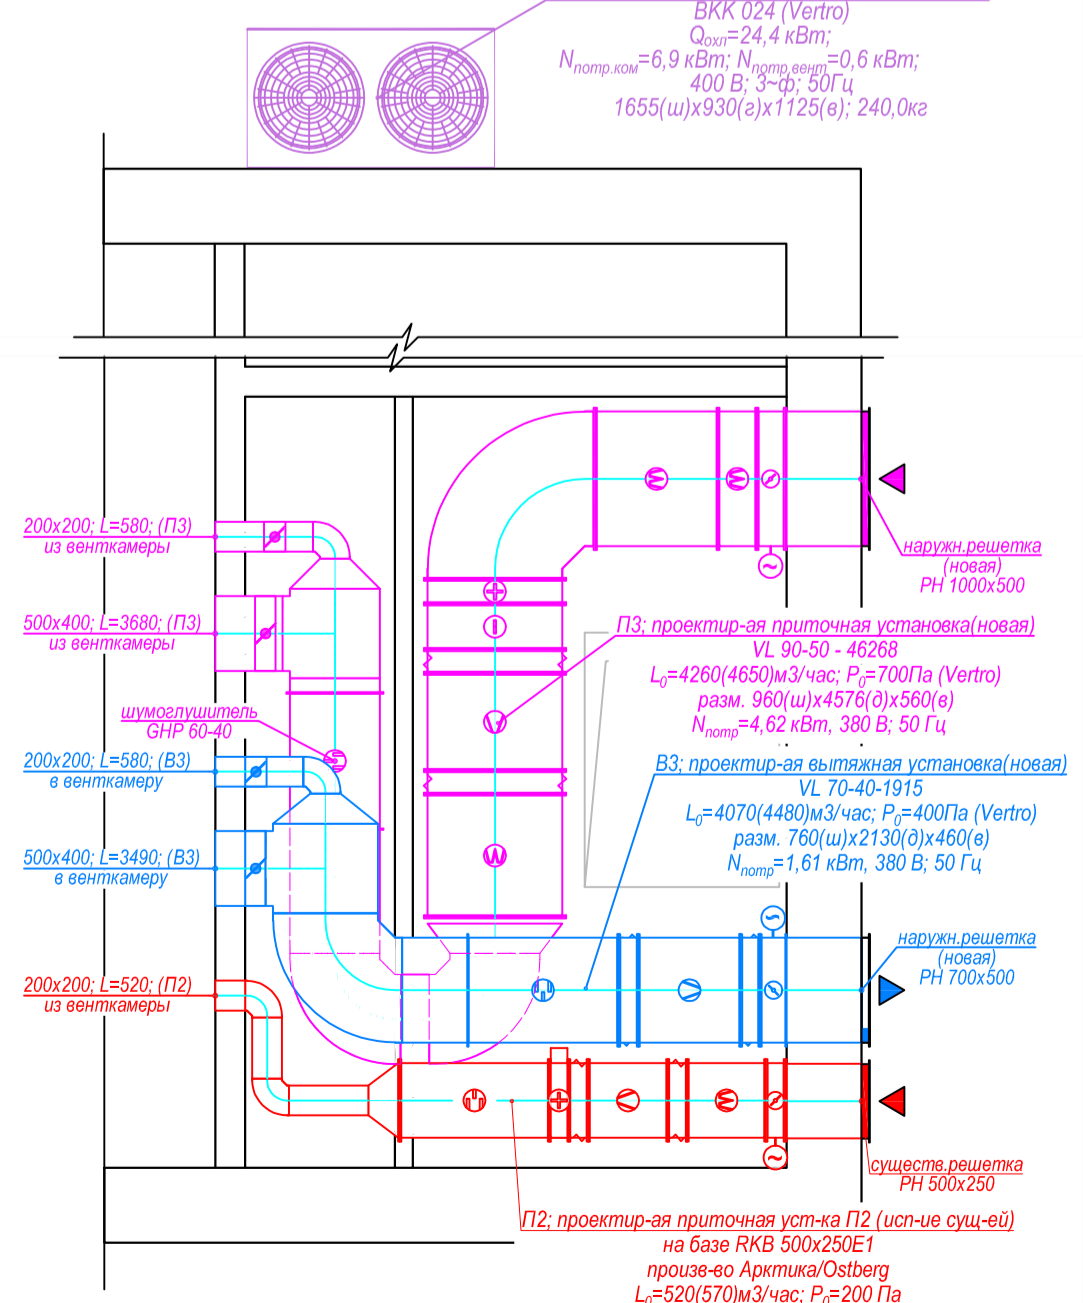 ВКК 024 (Vertro)
Qохл=24,4 кВт;
Nпотр.ком=6,9 кВт; Nпотр.вент=0,6 кВт;
400 В; 3~ф; 50Гц
1655(ш)х930(г)х1125(в); 240,0кг
200х200; L=580; (П3)
из венткамеры
наружн.решетка
(новая)
РН 1000х500
500х400; L=3680; (П3)
из венткамеры
П3; проектир-ая приточная установка(новая)
VL 90-50 - 46268
L0=4260(4650)м3/час; P0=700Па (Vertro)
разм. 960(ш)х4576(д)х560(в)
Nпотр=4,62 кВт, 380 В; 50 Гц
шумоглушитель
GHP 60-40
200х200; L=580; (В3)
в венткамеру
В3; проектир-ая вытяжная установка(новая)
VL 70-40-1915
L0=4070(4480)м3/час; P0=400Па (Vertro)
разм. 760(ш)х2130(д)х460(в)
Nпотр=1,61 кВт, 380 В; 50 Гц
500х400; L=3490; (В3)
в венткамеру
наружн.решетка
(новая)
РН 700х500
200х200; L=520; (П2)
из венткамеры
существ.решетка
РН 500х250
П2; проектир-ая приточная уст-ка П2 (исп-ие сущ-ей)
на базе RKB 500x250E1
произв-во Арктика/Ostberg
L0=520(570)м3/час; P0=200 Па